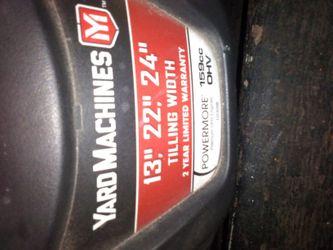 YARD MACHINES
13" 22" 24"
TILLING WIDTH
2 YEAR LIMITED WARRANTY
159cc
OHV
POWERMORE